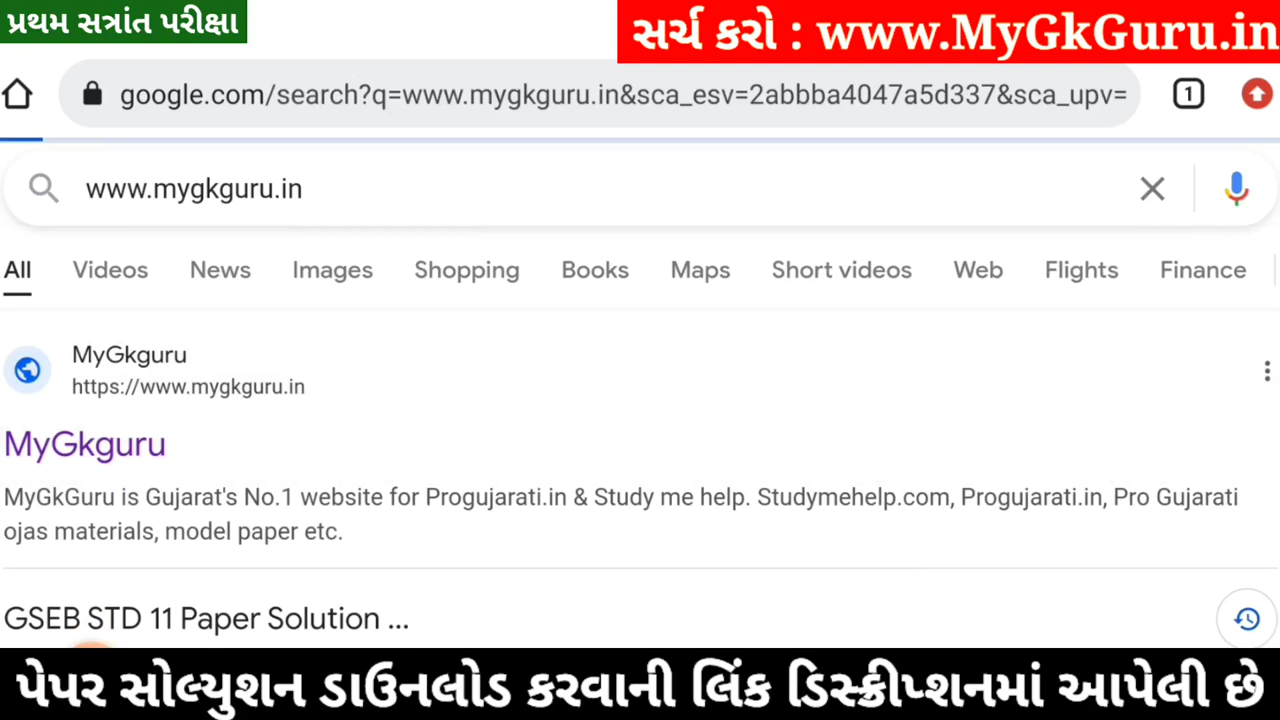 પ્રથમ સત્રાંત પરીક્ષા
સર્ચ કરો : www.MyGkGuru.in
google.com/search?q=www.mygkguru.in&sca_esv=2abbba4047a5d337&sca_upv=
1
www.mygkguru.in
All Videos News Images Shopping Books Maps Short videos Web Flights Finance
MyGkguru
https://www.mygkguru.in
MyGkguru
MyGkGuru is Gujarat's No.1 website for Progujarati.in & Study me help. Studymehelp.com, Progujarati.in, Pro Gujarati
ojas materials, model paper etc.
GSEB STD 11 Paper Solution ...
પેપર સોલ્યુશન ડાઉનલોડ કરવાની લિંક ડિસ્ક્રીપ્શનમાં આપેલી છે